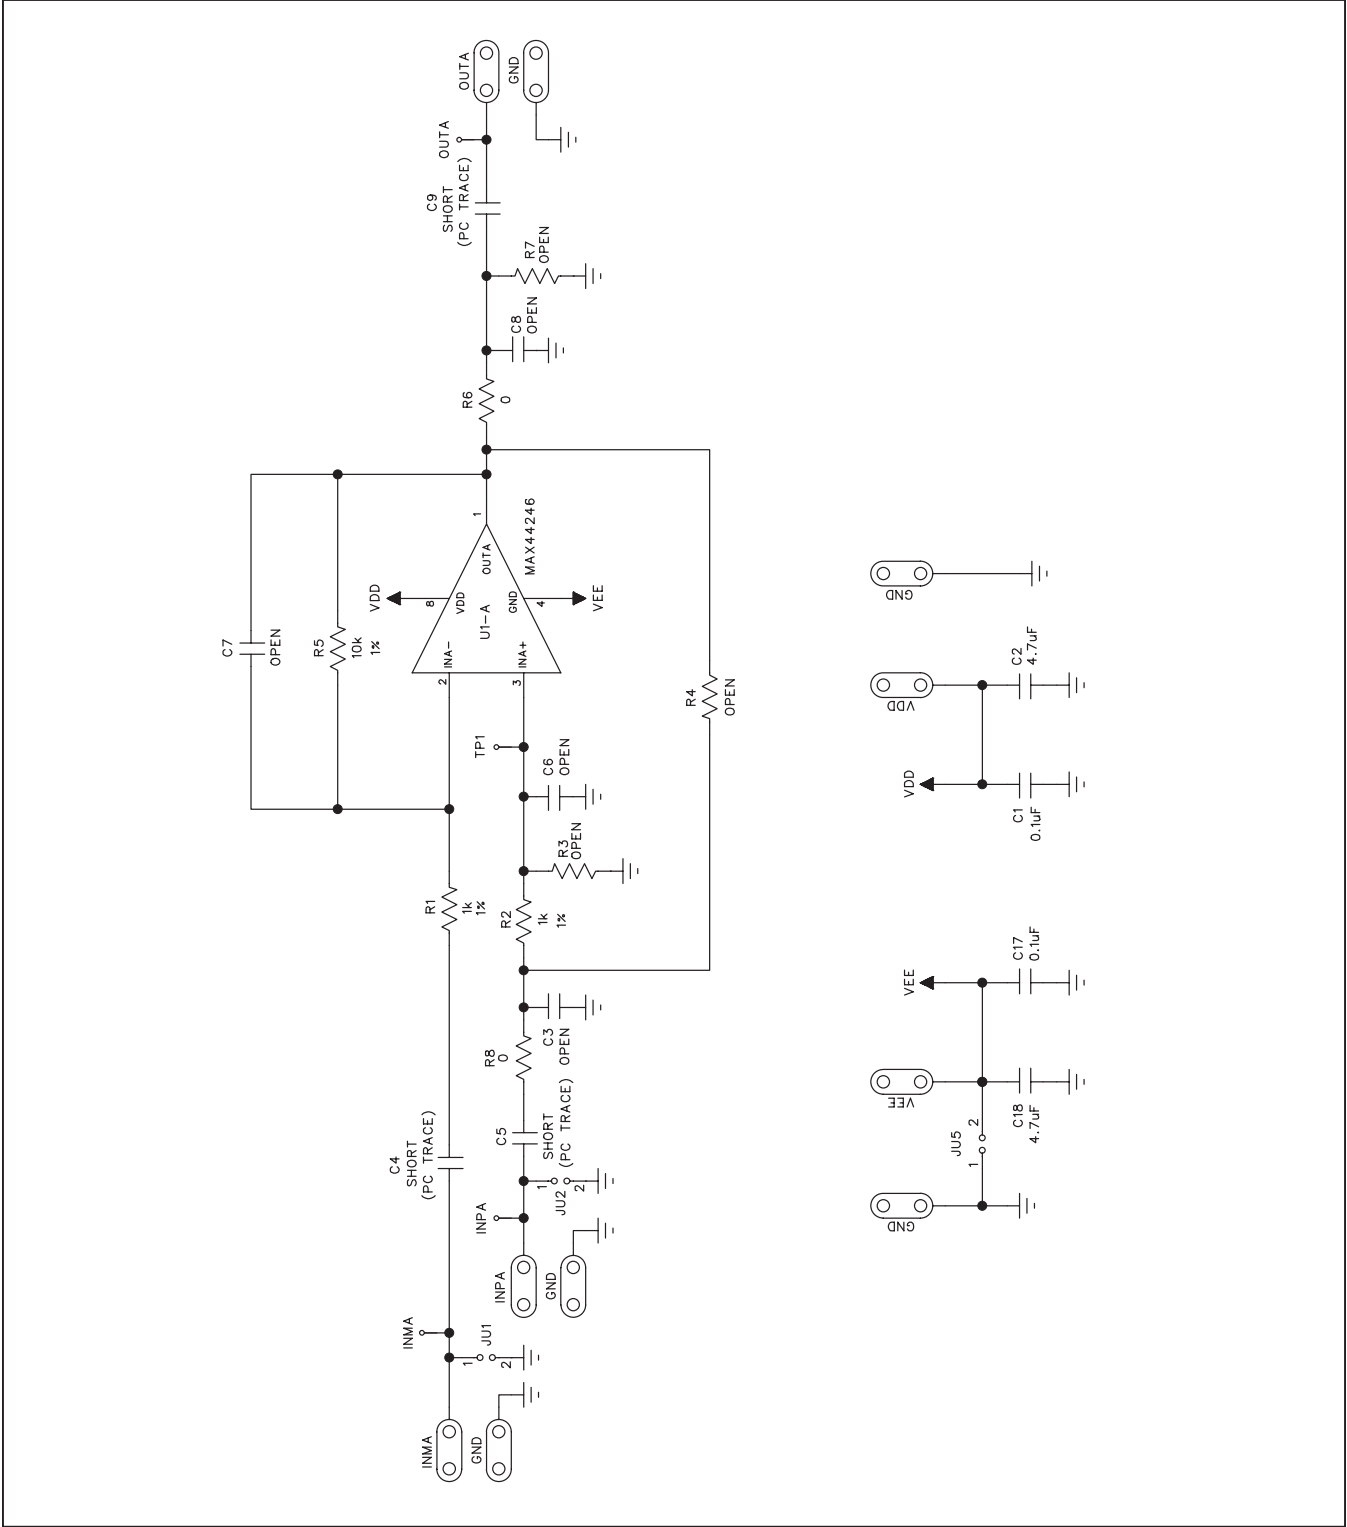 OUTA
GND
OUTA
C9
SHORT
(PC TRACE)
R7
OPEN
C8
OPEN
R6
0
C7
OPEN
R5
10k
1%
VDD
8
VDD
1
OUTA
MAX44246
U1-A
GND
4
VEE
INA-
2
INA+
3
R4
OPEN
TP1
C6
OPEN
R3
OPEN
R1
1k
1%
R2
1k
1%
R8
0
C3
OPEN
C4
SHORT
(PC TRACE)
C5
SHORT
(PC TRACE)
INPA
1
2
JU2
INPA
GND
INMA
1
2
JU1
INMA
GND
GND
VDD
C2
4.7uF
VDD
C1
0.1uF
VEE
C17
0.1uF
VEE
C18
4.7uF
JU5
1
2
GND